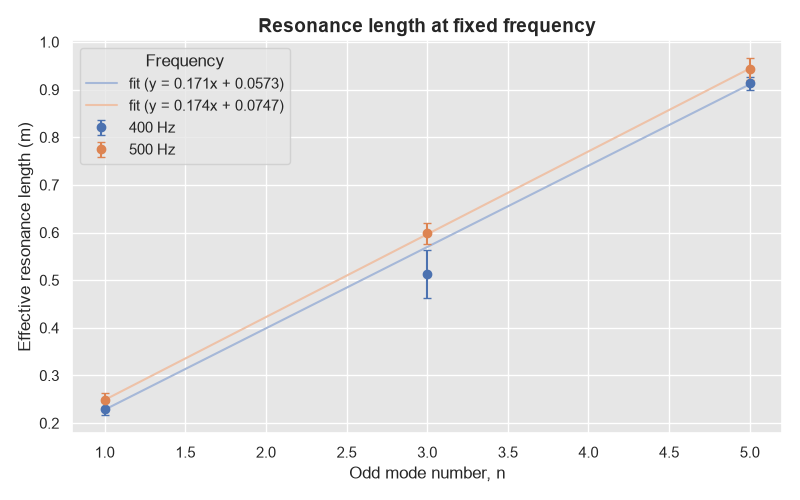 Resonance length at fixed frequency
Effective resonance length (m)
1.0
0.9
0.8
0.7
0.6
0.5
0.4
0.3
0.2
Frequency
fit (y = 0.171x + 0.0573)
fit (y = 0.174x + 0.0747)
400 Hz
500 Hz
1.0 1.5 2.0 2.5 3.0 3.5 4.0 4.5 5.0
Odd mode number, n